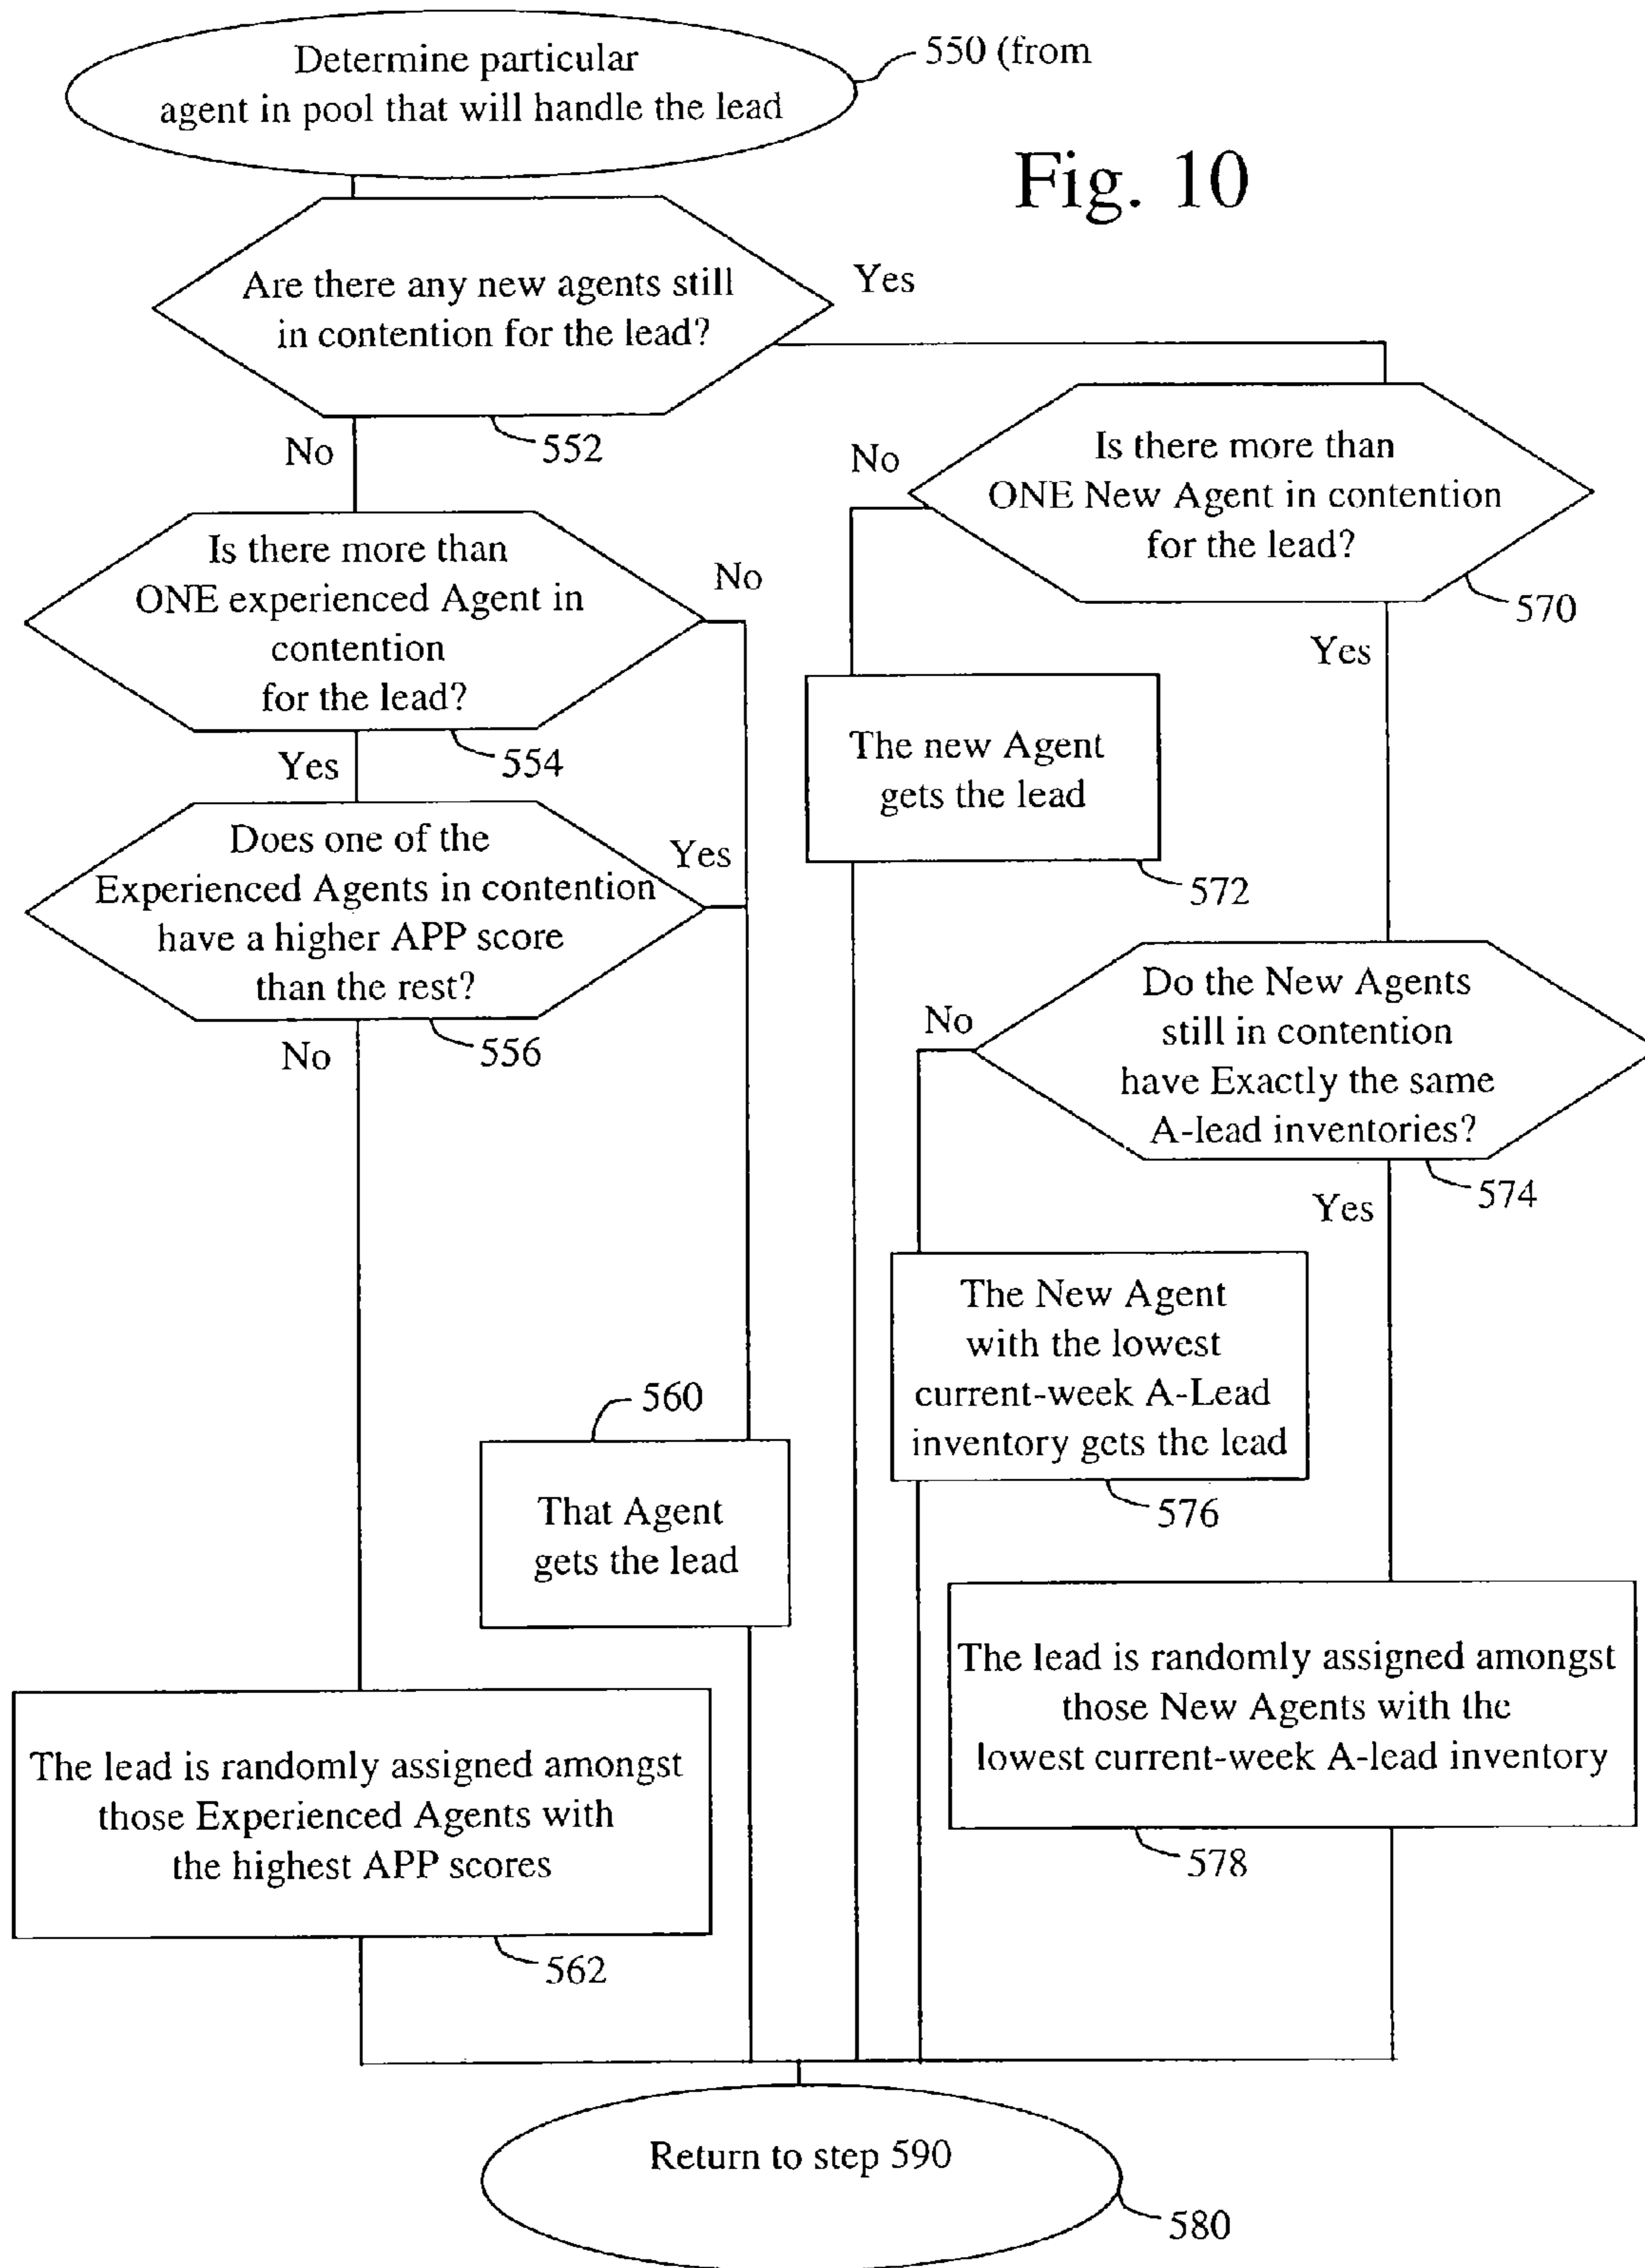 Determine particular
agent in pool that will handle the lead
550 (from
Fig. 10
Are there any new agents still
in contention for the lead?
Yes
No
552
Is there more than
ONE experienced Agent in
contention
for the lead?
No
Yes
554
Does one of the
Experienced Agents in contention
have a higher APP score
than the rest?
Yes
No
556
560
That Agent
gets the lead
The lead is randomly assigned amongst
those Experienced Agents with
the highest APP scores
562
Is there more than
ONE New Agent in contention
for the lead?
No
570
Yes
The new Agent
gets the lead
572
Do the New Agents
still in contention
have Exactly the same
A-lead inventories?
No
574
Yes
The New Agent
with the lowest
current-week A-Lead
inventory gets the lead
576
The lead is randomly assigned amongst
those New Agents with the
lowest current-week A-lead inventory
578
Return to step 590
580